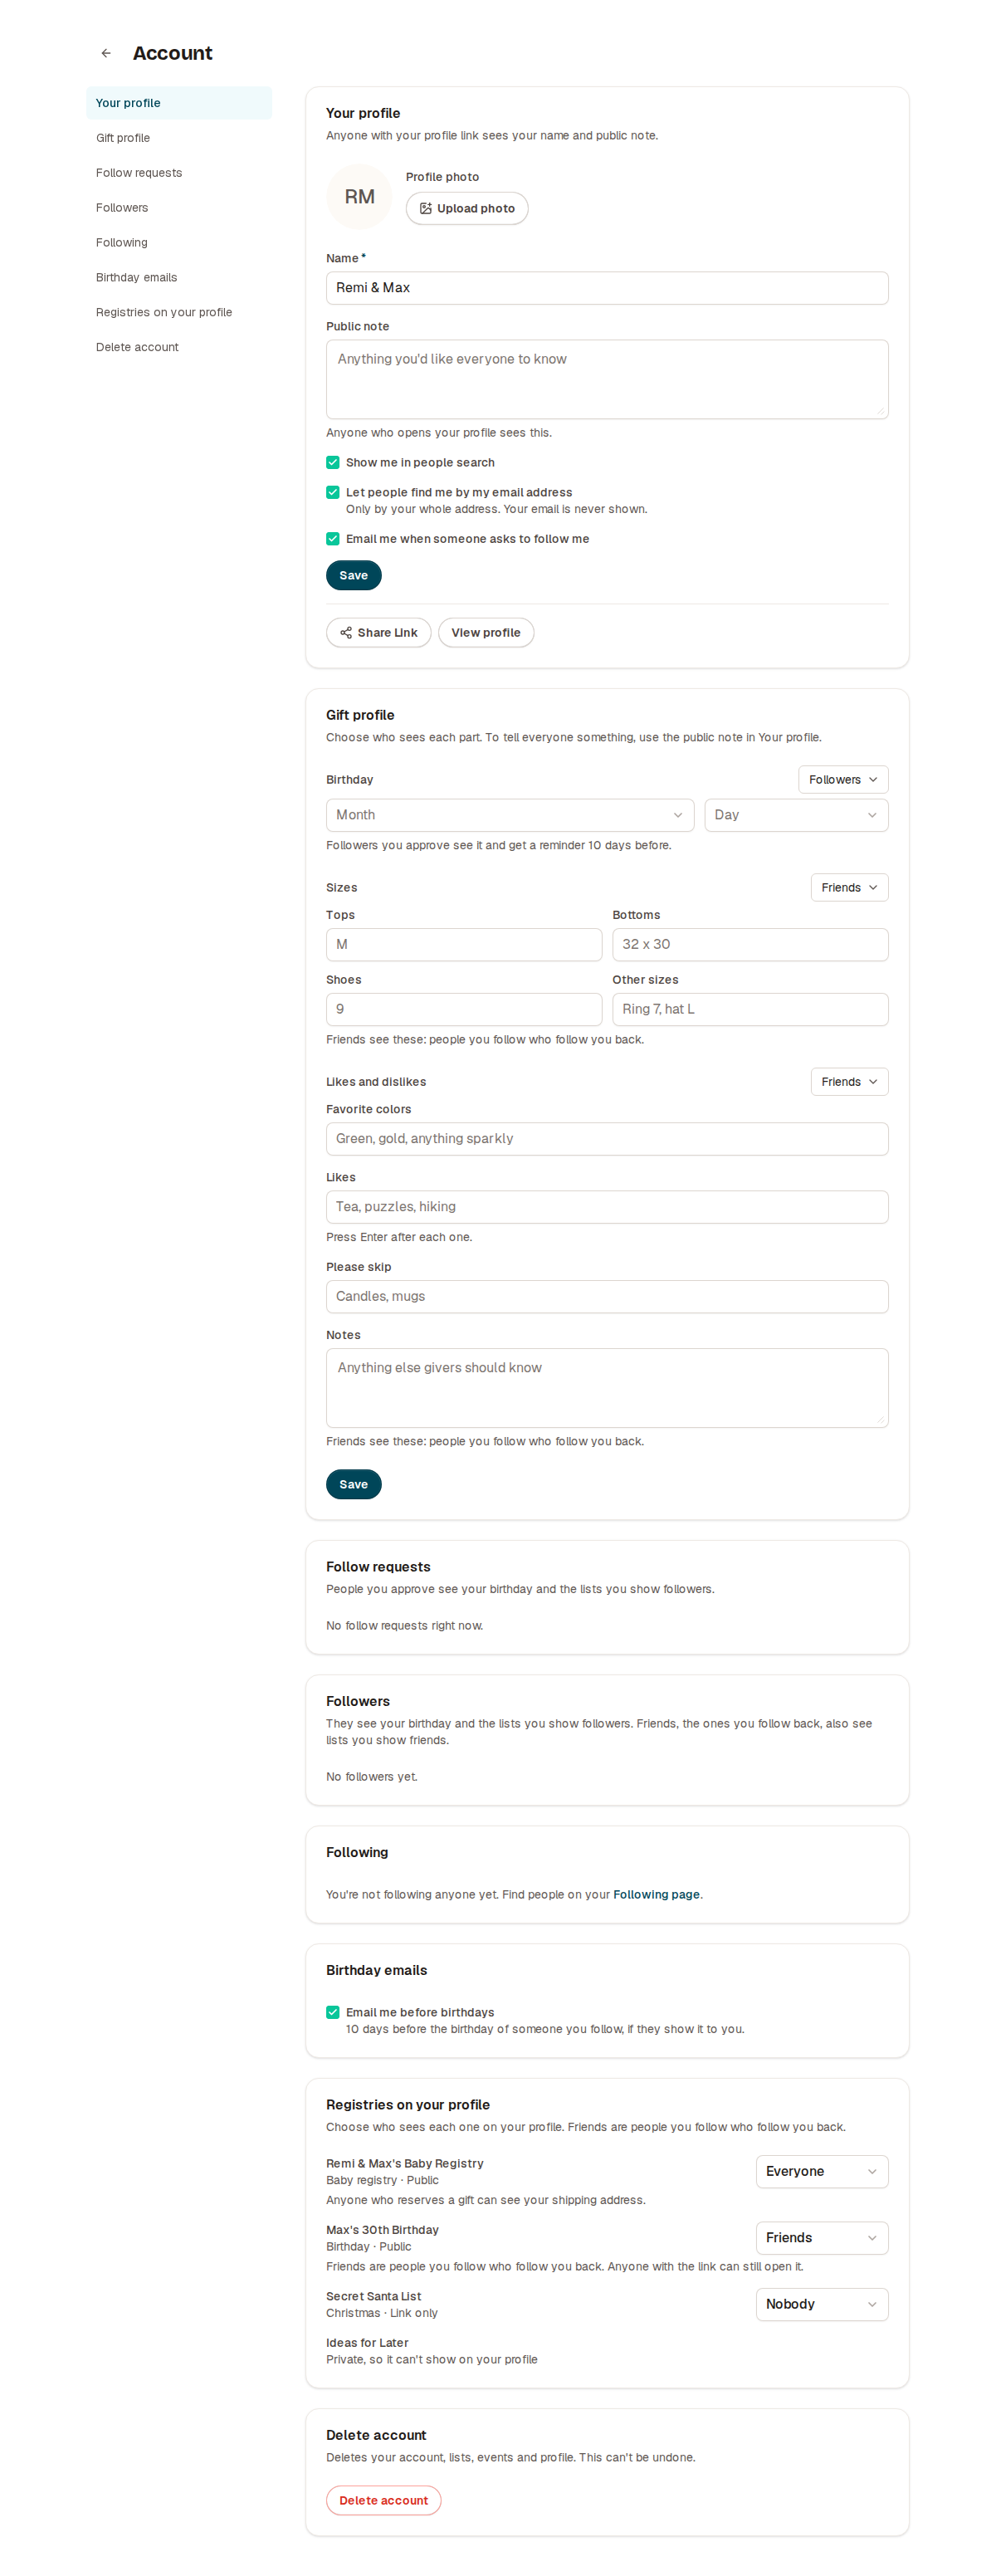 Account
Your profile
Gift profile
Follow requests
Followers
Following
Birthday emails
Registries on your profile
Delete account
Your profile
Anyone with your profile link sees your name and public note.
RM
Profile photo
Upload photo
Name *
Remi & Max
Public note
Anything you'd like everyone to know
Anyone who opens your profile sees this.
Show me in people search
Let people find me by my email address
Only by your whole address. Your email is never shown.
Email me when someone asks to follow me
Save
Share Link
View profile
Gift profile
Choose who sees each part. To tell everyone something, use the public note in Your profile.
Birthday
Followers
Month
Day
Followers you approve see it and get a reminder 10 days before.
Sizes
Friends
Tops
Bottoms
M
32 x 30
Shoes
Other sizes
9
Ring 7, hat L
Friends see these: people you follow who follow you back.
Likes and dislikes
Friends
Favorite colors
Green, gold, anything sparkly
Likes
Tea, puzzles, hiking
Press Enter after each one.
Please skip
Candles, mugs
Notes
Anything else givers should know
Friends see these: people you follow who follow you back.
Save
Follow requests
People you approve see your birthday and the lists you show followers.
No follow requests right now.
Followers
They see your birthday and the lists you show followers. Friends, the ones you follow back, also see
lists you show friends.
No followers yet.
Following
You're not following anyone yet. Find people on your Following page.
Birthday emails
Email me before birthdays
10 days before the birthday of someone you follow, if they show it to you.
Registries on your profile
Choose who sees each one on your profile. Friends are people you follow who follow you back.
Remi & Max's Baby Registry
Baby registry · Public
Everyone
Anyone who reserves a gift can see your shipping address.
Max's 30th Birthday
Birthday · Public
Friends
Friends are people you follow who follow you back. Anyone with the link can still open it.
Secret Santa List
Christmas · Link only
Nobody
Ideas for Later
Private, so it can't show on your profile
Delete account
Deletes your account, lists, events and profile. This can't be undone.
Delete account